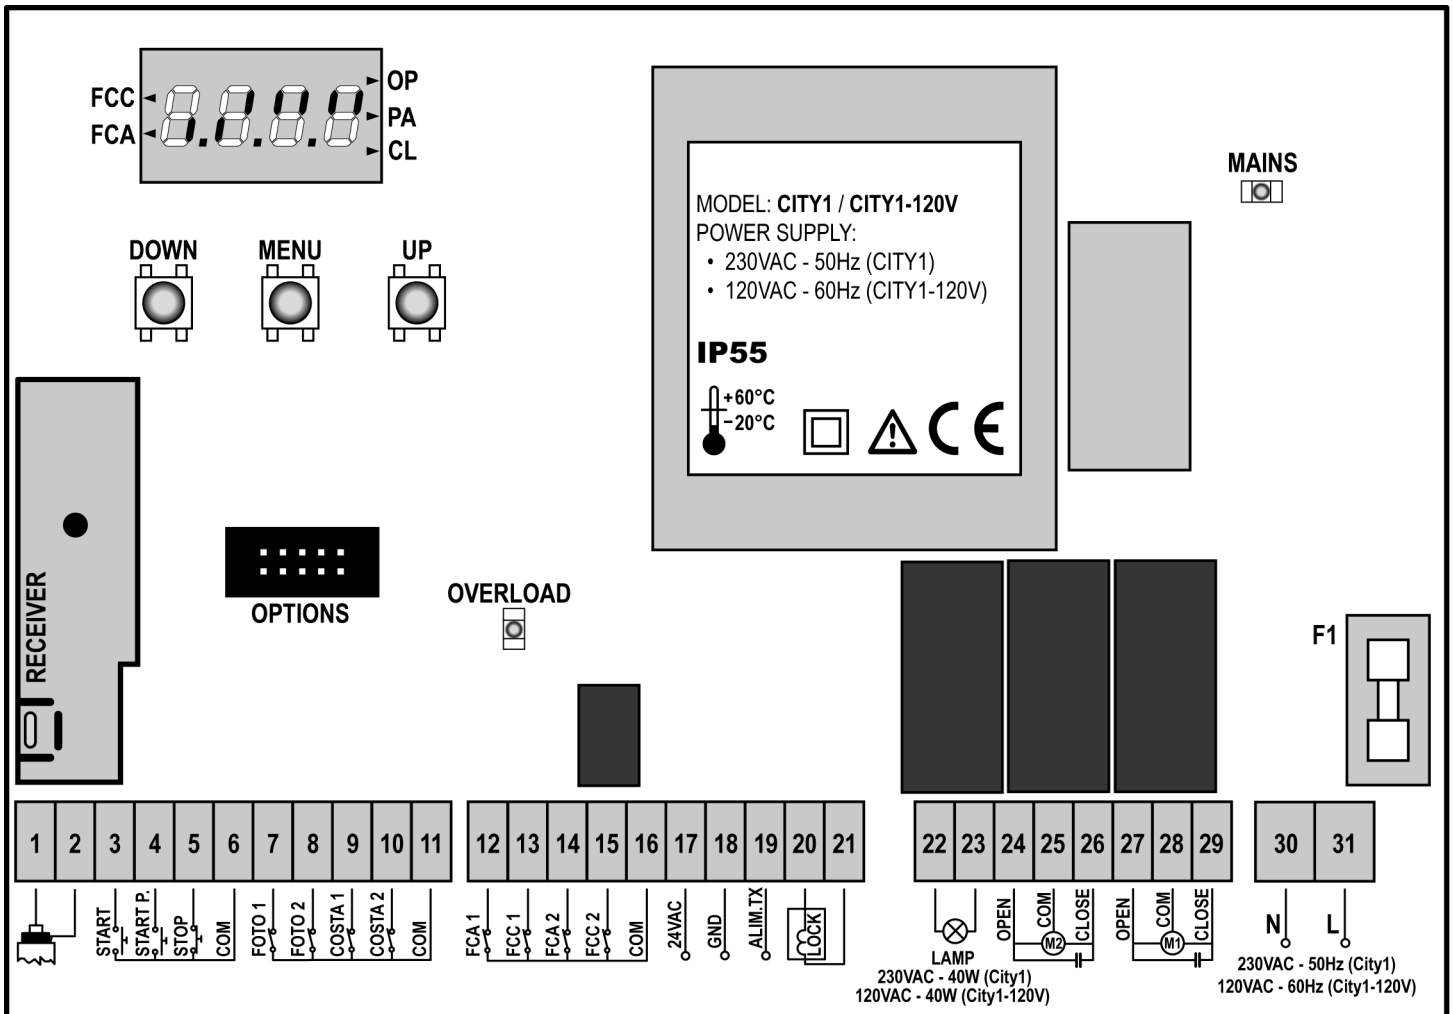 OP
FCC
PA
FCA
CL
DOWN MENU UP
MODEL: CITY1 / CITY1-120V
POWER SUPPLY:
• 230VAC - 50Hz (CITY1)
• 120VAC - 60Hz (CITY1-120V)
IP55
+60°C
-20°C
CE
MAINS
RECEIVER
OPTIONS
OVERLOAD
F1
1 2 3 4 5 6 7 8 9 10 11
12 13 14 15 16 17 18 19 20 21
22 23 24 25 26 27 28 29
30 31
START
START P.
STOP
COM
FOTO 1
FOTO 2
COSTA 1
COSTA 2
COM
FCA 1
FCC 1
FCA 2
FCC 2
COM
24VAC
GND
ALIM.TX
LOCK
LAMP
230VAC - 40W (City1)
120VAC - 40W (City1-120V)
OPEN
COM
CLOSE
M2
OPEN
COM
CLOSE
M1
N L
230VAC - 50Hz (City1)
120VAC - 60Hz (City1-120V)